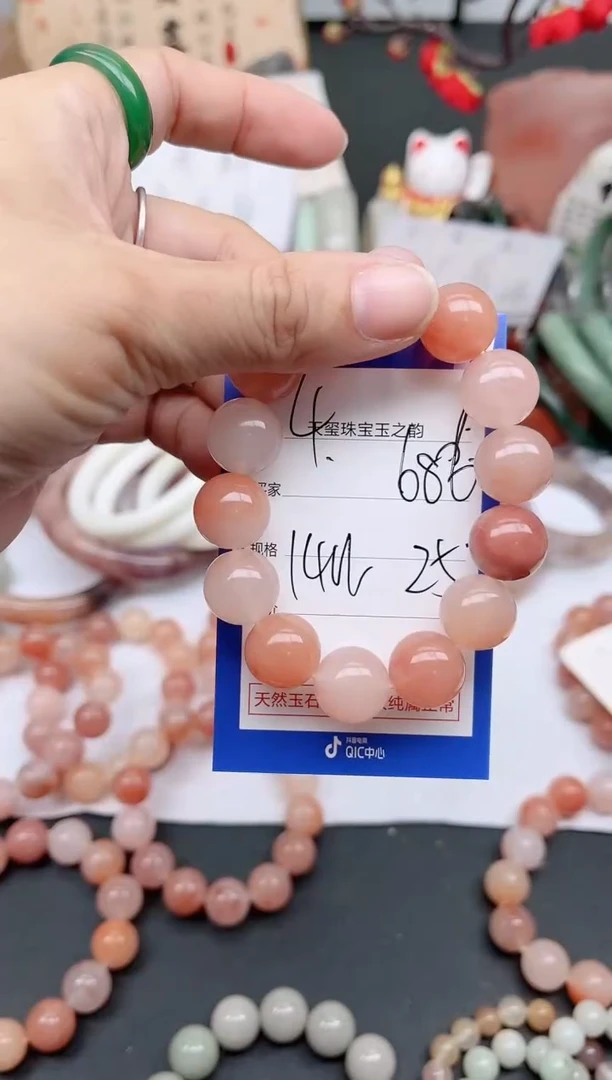 4. 天玺珠宝玉之韵
家 68
规格 14M 25
天然玉石 纯属正常
抖音电商
QIC中心